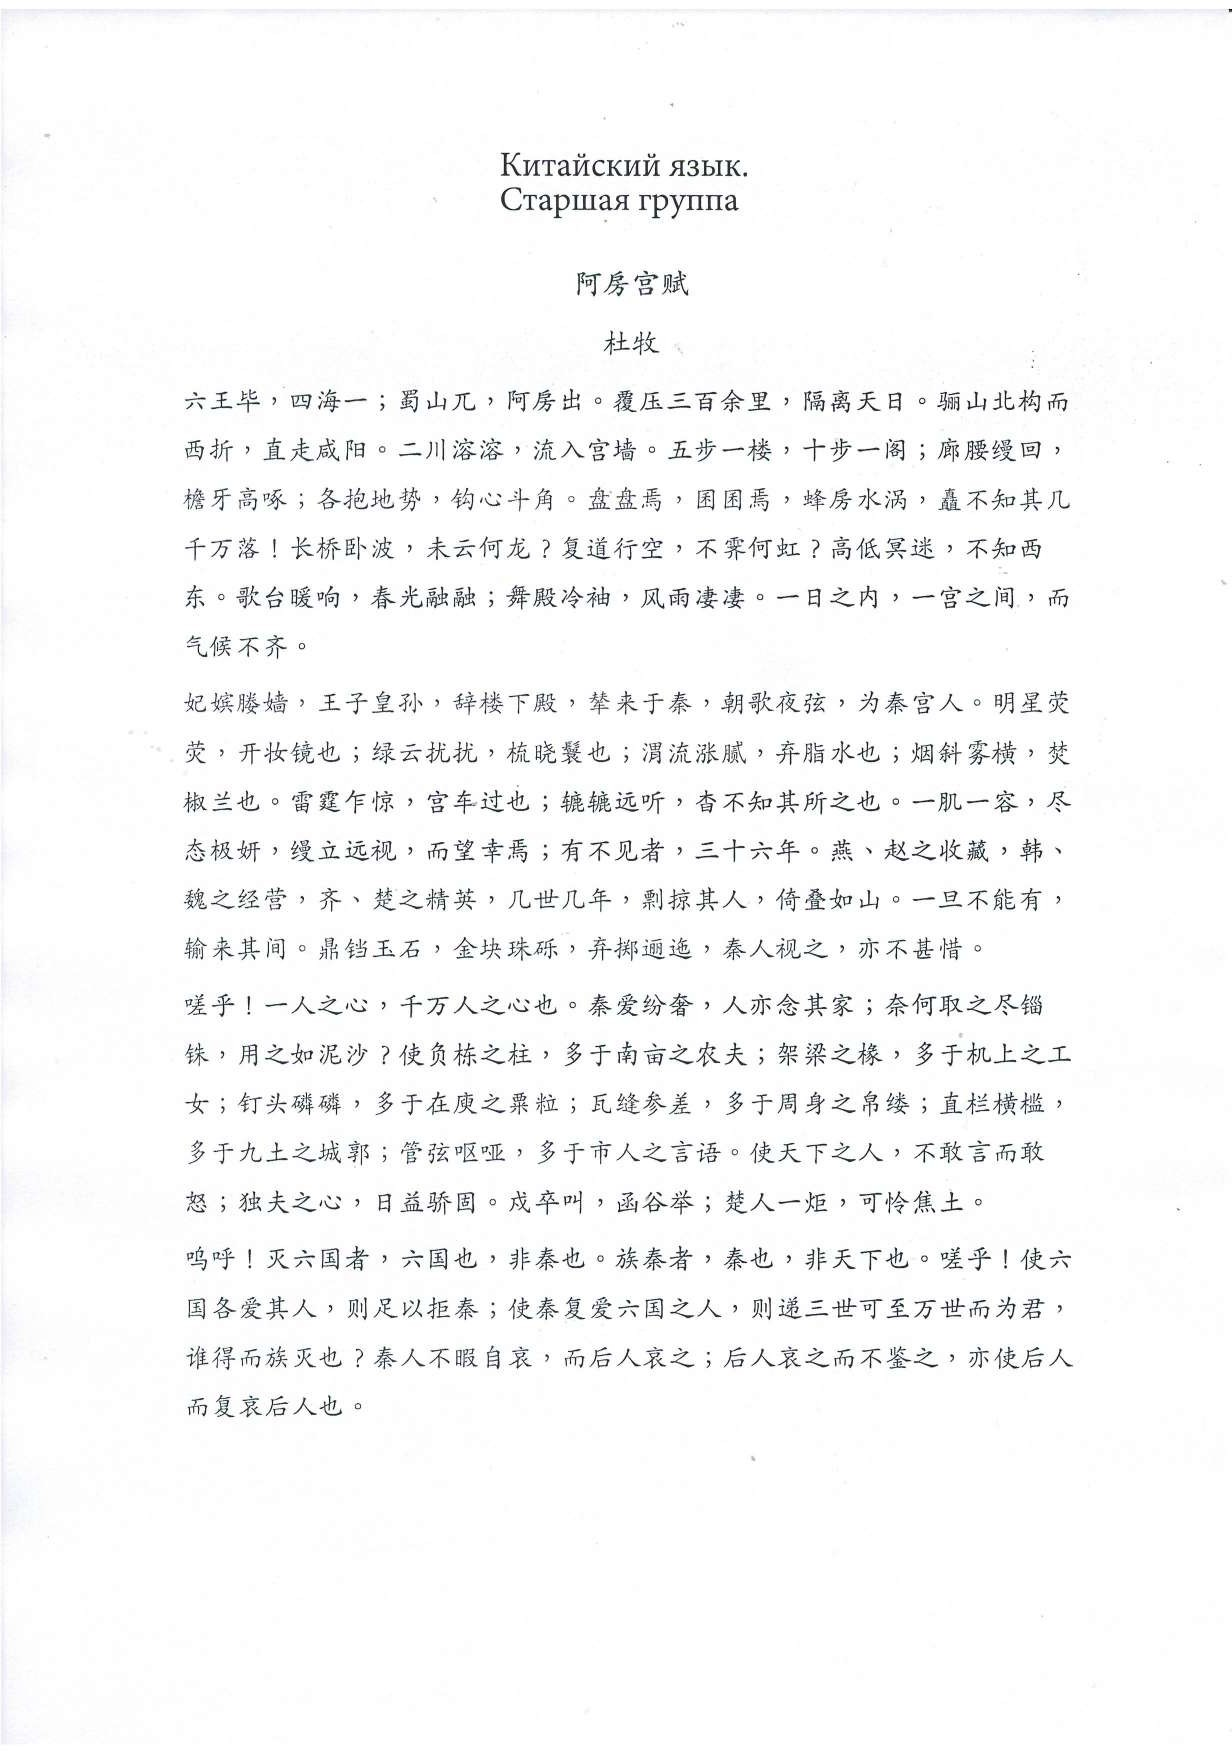 Китайский язык.
Старшая группа
阿房宫赋
杜牧
六王毕，四海一；蜀山兀，阿房出。覆压三百余里，隔离天日。骊山北构而
西折，直走咸阳。二川溶溶，流入宫墙。五步一楼，十步一阁；廊腰缦回，
檐牙高啄；各抱地势，钩心斗角。盘盘焉，囷囷焉，蜂房水涡，矗不知其几
千万落！长桥卧波，未云何龙？复道行空，不霁何虹？高低冥迷，不知西
东。歌台暖响，春光融融；舞殿冷袖，风雨凄凄。一日之内，一宫之间，而
气候不齐。
妃嫔媵嫱，王子皇孙，辞楼下殿，辇来于秦，朝歌夜弦，为秦宫人。明星荧
荧，开妆镜也；绿云扰扰，梳晓鬟也；渭流涨腻，弃脂水也；烟斜雾横，焚
椒兰也。雷霆乍惊，宫车过也；辘辘远听，杳不知其所之也。一肌一容，尽
态极妍，缦立远视，而望幸焉；有不见者，三十六年。燕、赵之收藏，韩、
魏之经营，齐、楚之精英，几世几年，剽掠其人，倚叠如山。一旦不能有，
输来其间。鼎铛玉石，金块珠砾，弃掷逦迤，秦人视之，亦不甚惜。
嗟乎！一人之心，千万人之心也。秦爱纷奢，人亦念其家；奈何取之尽锱
铢，用之如泥沙？使负栋之柱，多于南亩之农夫；架梁之椽，多于机上之工
女；钉头磷磷，多于在庾之粟粒；瓦缝参差，多于周身之帛缕；直栏横槛，
多于九土之城郭；管弦呕哑，多于市人之言语。使天下之人，不敢言而敢
怒；独夫之心，日益骄固。戍卒叫，函谷举；楚人一炬，可怜焦土。
呜呼！灭六国者，六国也，非秦也。族秦者，秦也，非天下也。嗟乎！使六
国各爱其人，则足以拒秦；使秦复爱六国之人，则递三世可至万世而为君，
谁得而族灭也？秦人不暇自哀，而后人哀之；后人哀之而不鉴之，亦使后人
而复哀后人也。